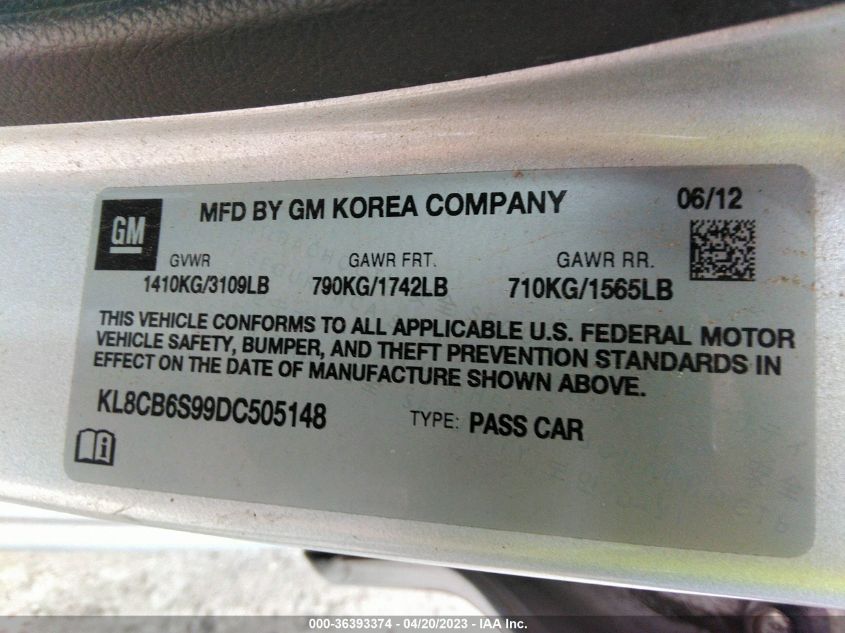 MFD BY GM KOREA COMPANY 06/12
GM
GVWR GAWR FRT. GAWR RR.
1410KG/3109LB 790KG/1742LB 710KG/1565LB
THIS VEHICLE CONFORMS TO ALL APPLICABLE U.S. FEDERAL MOTOR
VEHICLE SAFETY, BUMPER, AND THEFT PREVENTION STANDARDS IN
EFFECT ON THE DATE OF MANUFACTURE SHOWN ABOVE.
KL8CB6S99DC505148 TYPE: PASS CAR
000-36393374 - 04/20/2023 - IAA Inc.